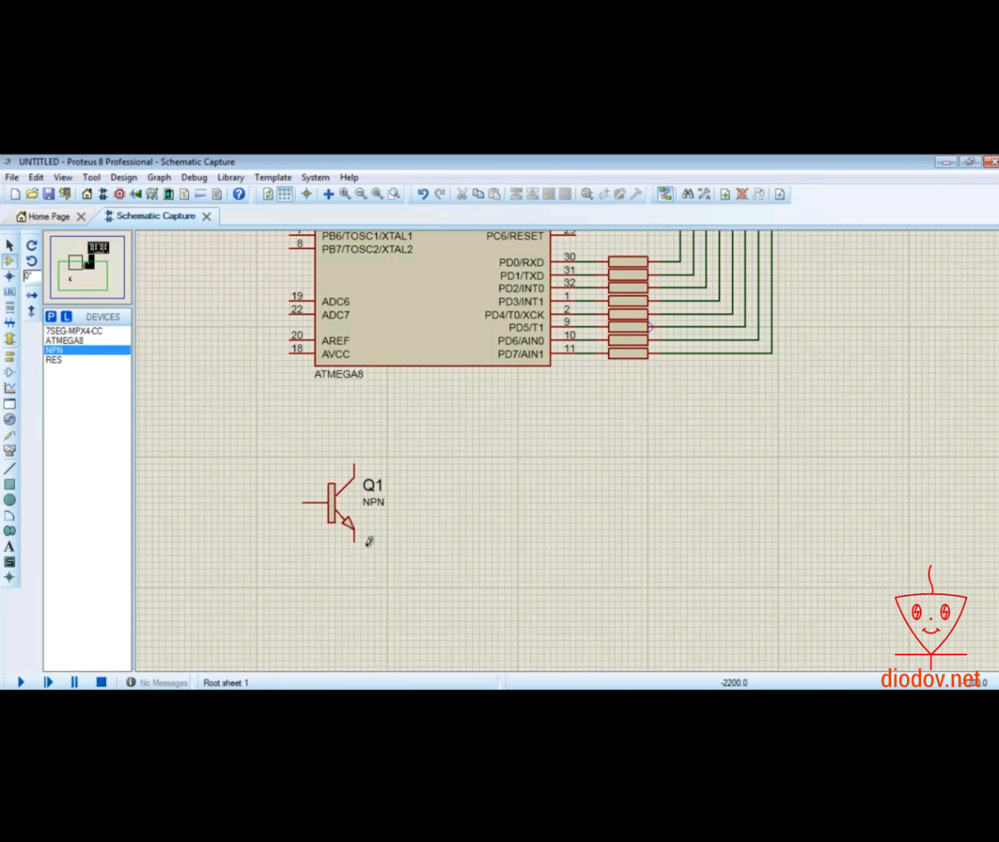 UNTITLED - Proteus 8 Professional - Schematic Capture
File Edit View Tool Design Graph Debug Library Template System Help
Home Page
Schematic Capture
0°
P L DEVICES
7SEG-MPX4-CC
ATMEGA8
NPN
RES
PB6/TOSC1/XTAL1
8 PB7/TOSC2/XTAL2
19 ADC6
22 ADC7
20 AREF
18 AVCC
PC6/RESET
PD0/RXD 30
PD1/TXD 31
PD2/INT0 32
PD3/INT1 1
PD4/T0/XCK 2
PD5/T1 9
PD6/AIN0 10
PD7/AIN1 11
ATMEGA8
Q1
NPN
LBL
A
S
diodov.net
No Messages
Root sheet 1
-2200.0